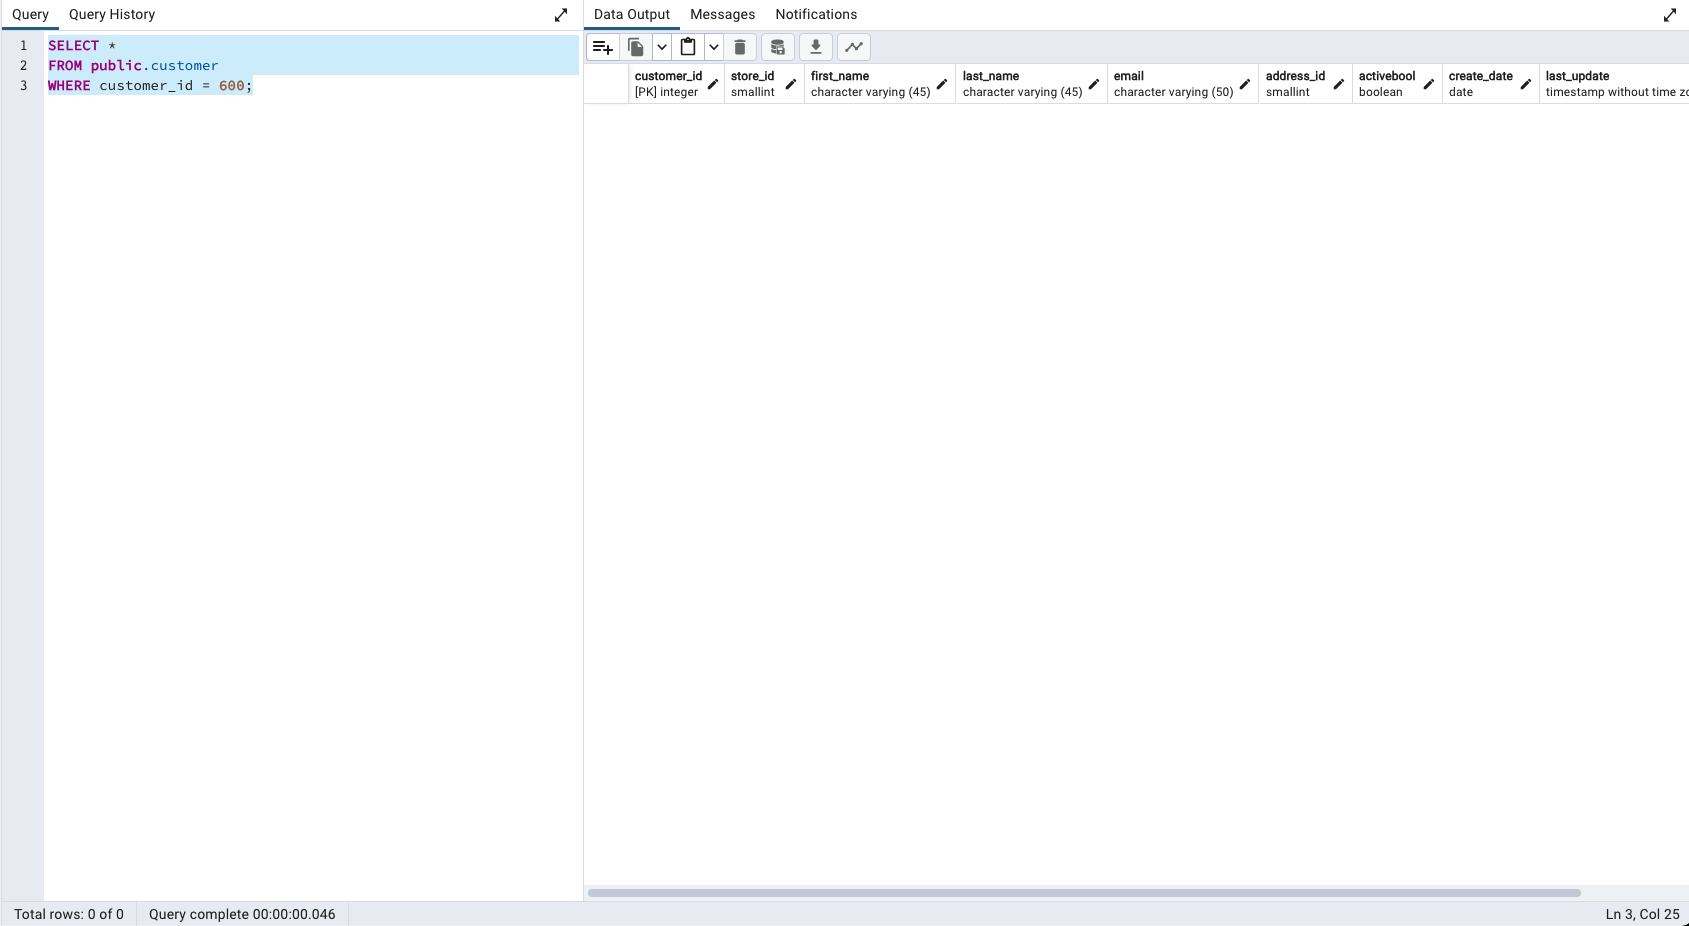 Query Query History
1 SELECT *
2 FROM public.customer
3 WHERE customer_id = 600;
Data Output Messages Notifications
customer_id store_id first_name last_name email address_id activebool create_date last_update
[PK] integer smallint character varying (45) character varying (45) character varying (50) smallint boolean date timestamp without time zo
Total rows: 0 of 0 Query complete 00:00:00.046 Ln 3, Col 25